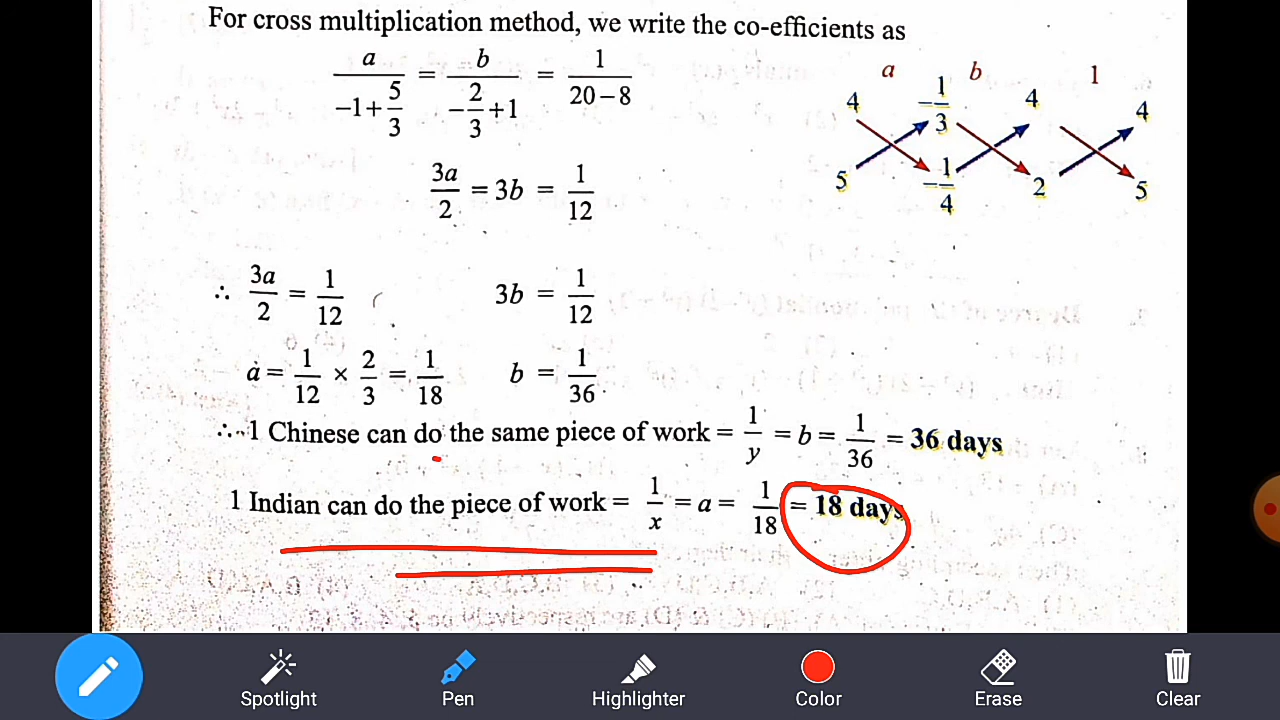 For cross multiplication method, we write the co-efficients as
a/(−1+5/3) = b/(−2/3+1) = 1/(20−8)
a b 1
4 −1/3 4 4
5 −1/4 2 5
3a/2 = 3b = 1/12
∴ 3a/2 = 1/12 3b = 1/12
a = 1/12 × 2/3 = 1/18 b = 1/36
∴ 1 Chinese can do the same piece of work = 1/y = b = 1/36 = 36 days
1 Indian can do the piece of work = 1/x = a = 1/18 = 18 days
Spotlight Pen Highlighter Color Erase Clear